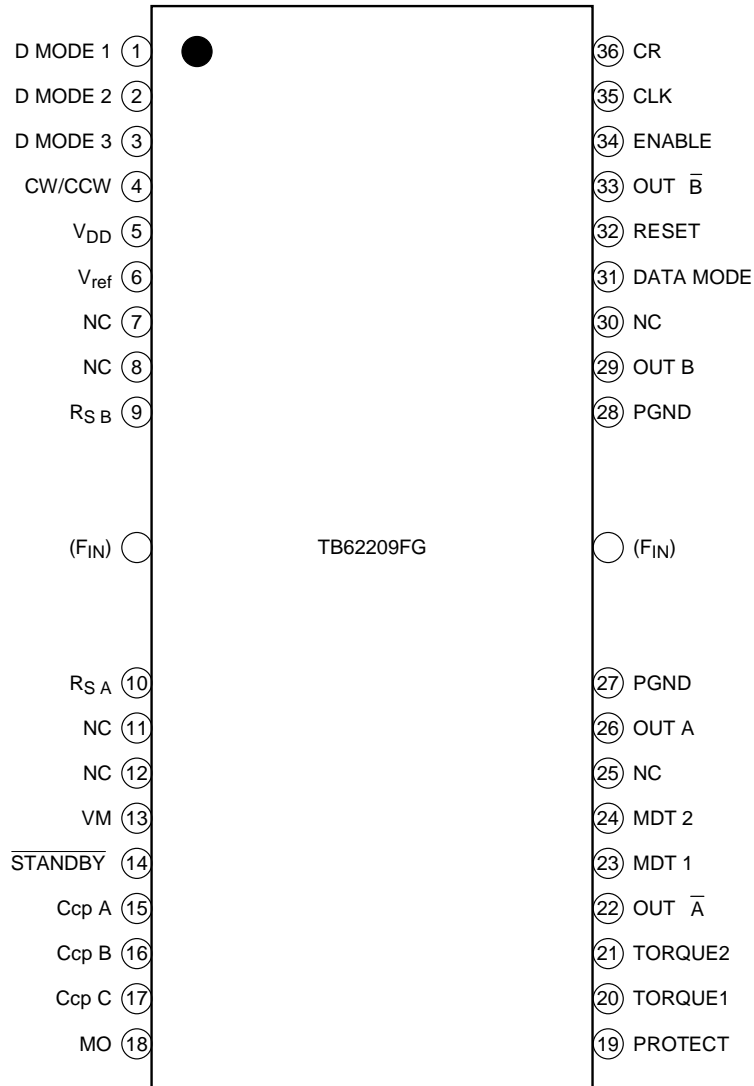 D MODE 1 1
36 CR
D MODE 2 2
35 CLK
D MODE 3 3
34 ENABLE
CW/CCW 4
33 OUT B̅
VDD 5
32 RESET
Vref 6
31 DATA MODE
NC 7
30 NC
NC 8
29 OUT B
RS B 9
28 PGND
(FIN)
TB62209FG
(FIN)
RS A 10
27 PGND
NC 11
26 OUT A
NC 12
25 NC
VM 13
24 MDT 2
S̅T̅A̅N̅D̅B̅Y̅ 14
23 MDT 1
Ccp A 15
22 OUT A̅
Ccp B 16
21 TORQUE2
Ccp C 17
20 TORQUE1
MO 18
19 PROTECT